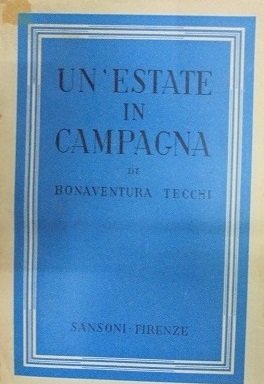 UN'ESTATE
IN
CAMPAGNA
DI
BONAVENTURA TECCHI
SANSONI - FIRENZE